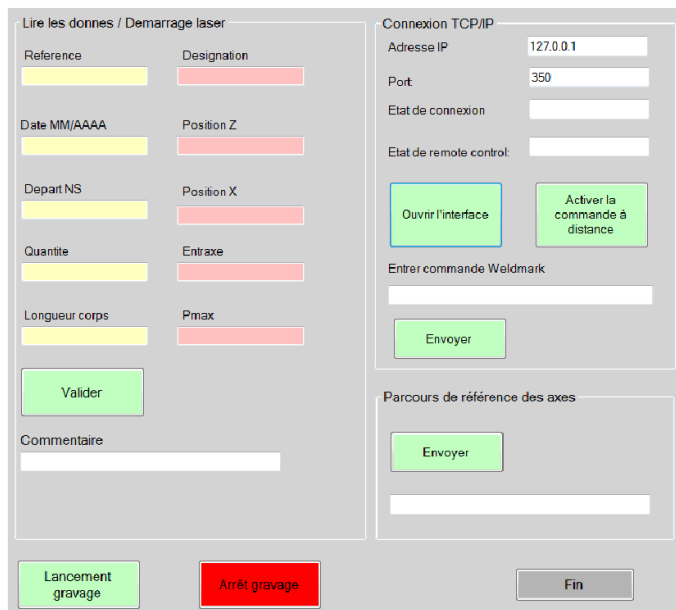 Lire les donnes / Demarrage laser
Reference
Designation
Date MM/AAAA
Position Z
Depart NS
Position X
Quantite
Entraxe
Longueur corps
Pmax
Valider
Commentaire
Lancement
gravage
Arrêt gravage
Connexion TCP/IP
Adresse IP
127.0.0.1
Port:
350
Etat de connexion
Etat de remote control:
Ouvrir l'interface
Activer la
commande à
distance
Entrer commande Weldmark
Envoyer
Parcours de référence des axes
Envoyer
Fin